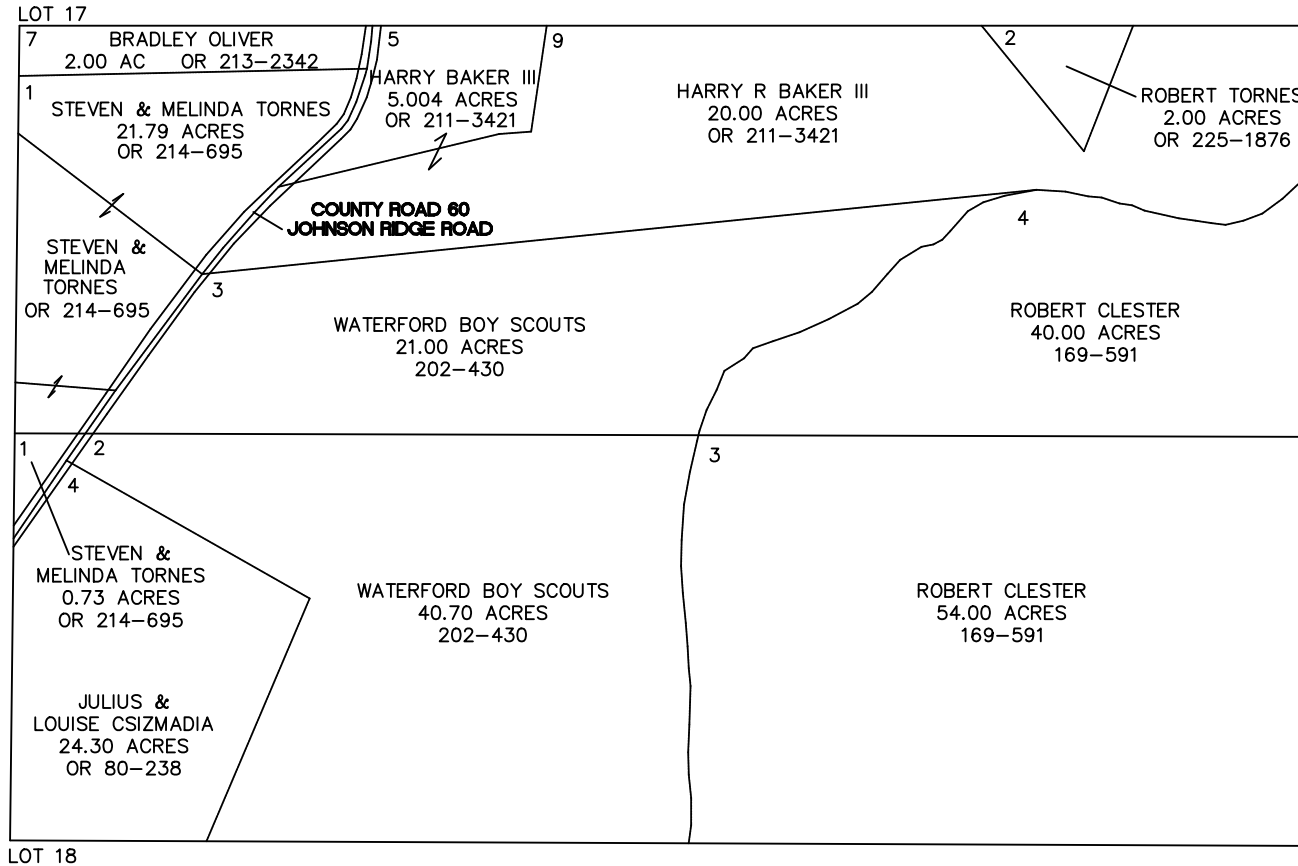 LOT 17
7
BRADLEY OLIVER
2.00 AC OR 213-2342
5
9
2
1
STEVEN & MELINDA TORNES
21.79 ACRES
OR 214-695
HARRY BAKER III
5.004 ACRES
OR 211-3421
HARRY R BAKER III
20.00 ACRES
OR 211-3421
ROBERT TORNES
2.00 ACRES
OR 225-1876
COUNTY ROAD 60
JOHNSON RIDGE ROAD
4
STEVEN &
MELINDA
TORNES
OR 214-695
3
WATERFORD BOY SCOUTS
21.00 ACRES
202-430
ROBERT CLESTER
40.00 ACRES
169-591
1
2
3
4
STEVEN &
MELINDA TORNES
0.73 ACRES
OR 214-695
WATERFORD BOY SCOUTS
40.70 ACRES
202-430
ROBERT CLESTER
54.00 ACRES
169-591
JULIUS &
LOUISE CSIZMADIA
24.30 ACRES
OR 80-238
LOT 18